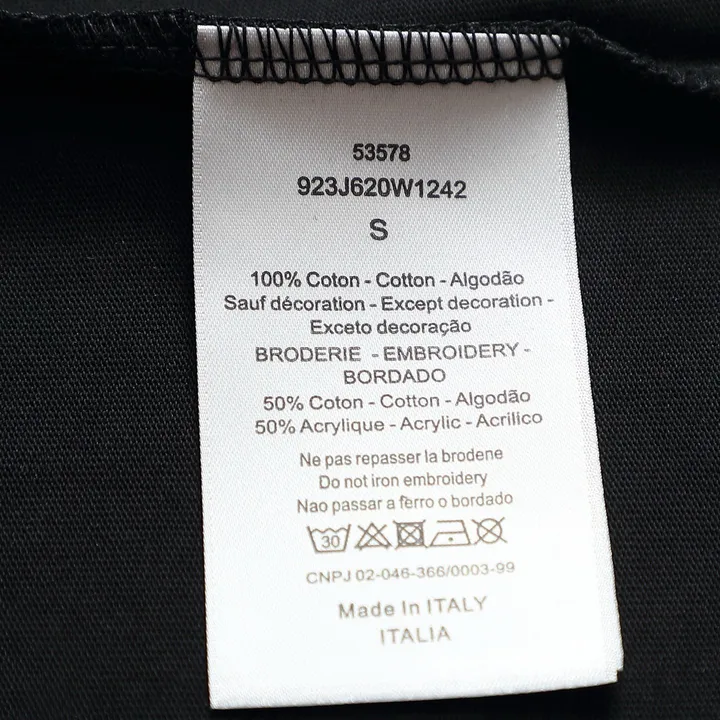 53578
923J620W1242
S
100% Coton - Cotton - Algodão
Sauf décoration - Except decoration -
Exceto decoração
BRODERIE - EMBROIDERY -
BORDADO
50% Coton - Cotton - Algodão
50% Acrylique - Acrylic - Acrilico
Ne pas repasser la brodene
Do not iron embroidery
Nao passar a ferro o bordado
30
CNPJ 02-046-366/0003-99
Made In ITALY
ITALIA